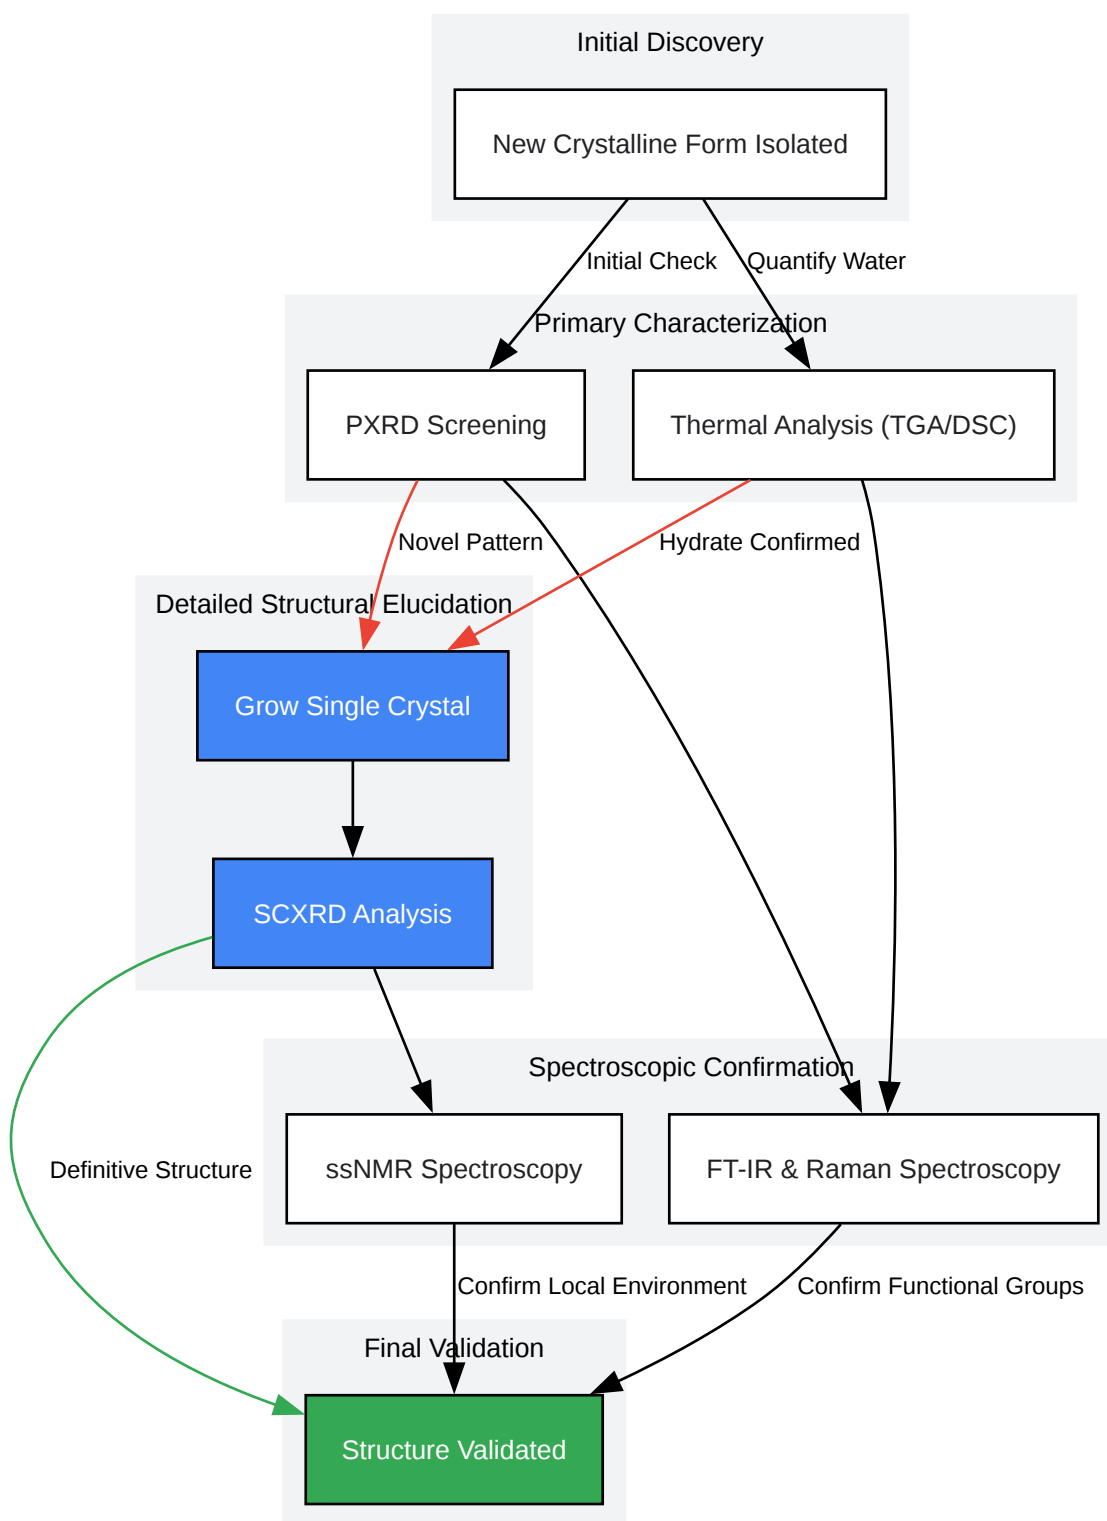 Initial Discovery
New Crystalline Form Isolated
Initial Check
Quantify Water
Primary Characterization
PXRD Screening
Thermal Analysis (TGA/DSC)
Novel Pattern
Hydrate Confirmed
Detailed Structural Elucidation
Grow Single Crystal
SCXRD Analysis
Spectroscopic Confirmation
ssNMR Spectroscopy
FT-IR & Raman Spectroscopy
Definitive Structure
Confirm Local Environment
Confirm Functional Groups
Final Validation
Structure Validated